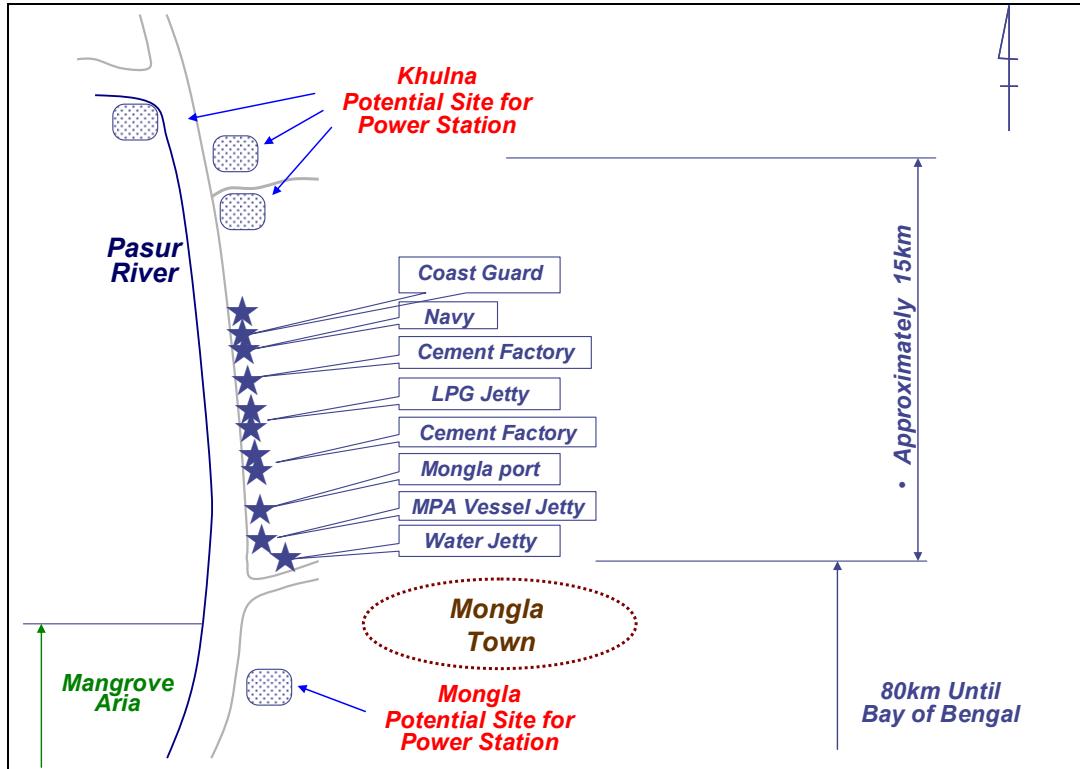 Khulna
Potential Site for
Power Station
Pasur
River
Coast Guard
Navy
Cement Factory
LPG Jetty
Cement Factory
Mongla port
MPA Vessel Jetty
Water Jetty
• Approximately 15km
Mongla
Town
Mangrove
Aria
Mongla
Potential Site for
Power Station
80km Until
Bay of Bengal